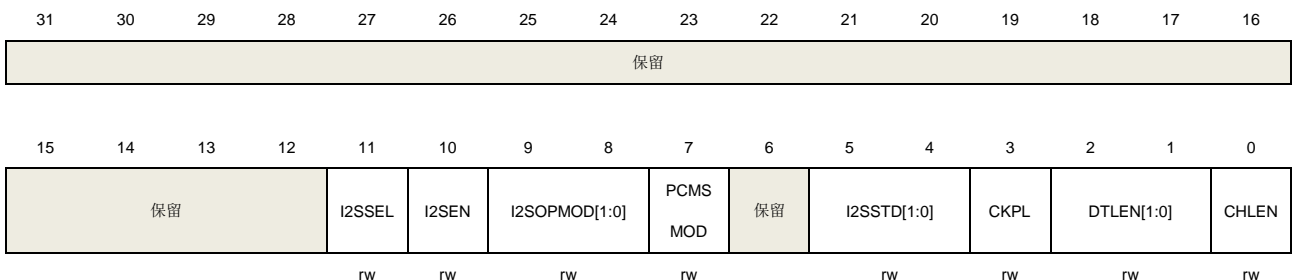 31 30 29 28 27 26 25 24 23 22 21 20 19 18 17 16
保留
15 14 13 12 11 10 9 8 7 6 5 4 3 2 1 0
保留 I2SSEL I2SEN I2SOPMOD[1:0] PCMS MOD 保留 I2SSTD[1:0] CKPL DTLEN[1:0] CHLEN
rw rw rw rw rw rw rw rw